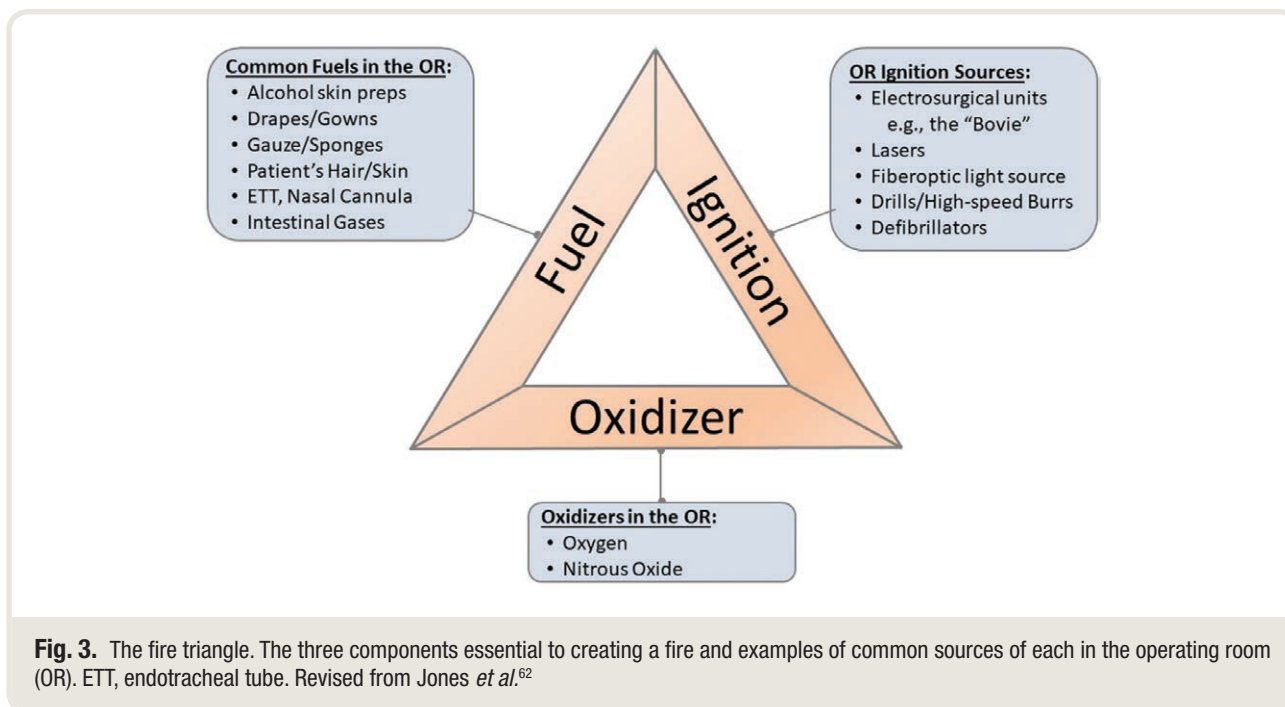 Common Fuels in the OR:
• Alcohol skin preps
• Drapes/Gowns
• Gauze/Sponges
• Patient's Hair/Skin
• ETT, Nasal Cannula
• Intestinal Gases
OR Ignition Sources:
• Electrosurgical units
e.g., the "Bovie"
• Lasers
• Fiberoptic light source
• Drills/High-speed Burrs
• Defibrillators
Fuel
Ignition
Oxidizer
Oxidizers in the OR:
• Oxygen
• Nitrous Oxide
Fig. 3. The fire triangle. The three components essential to creating a fire and examples of common sources of each in the operating room
(OR). ETT, endotracheal tube. Revised from Jones et al.62